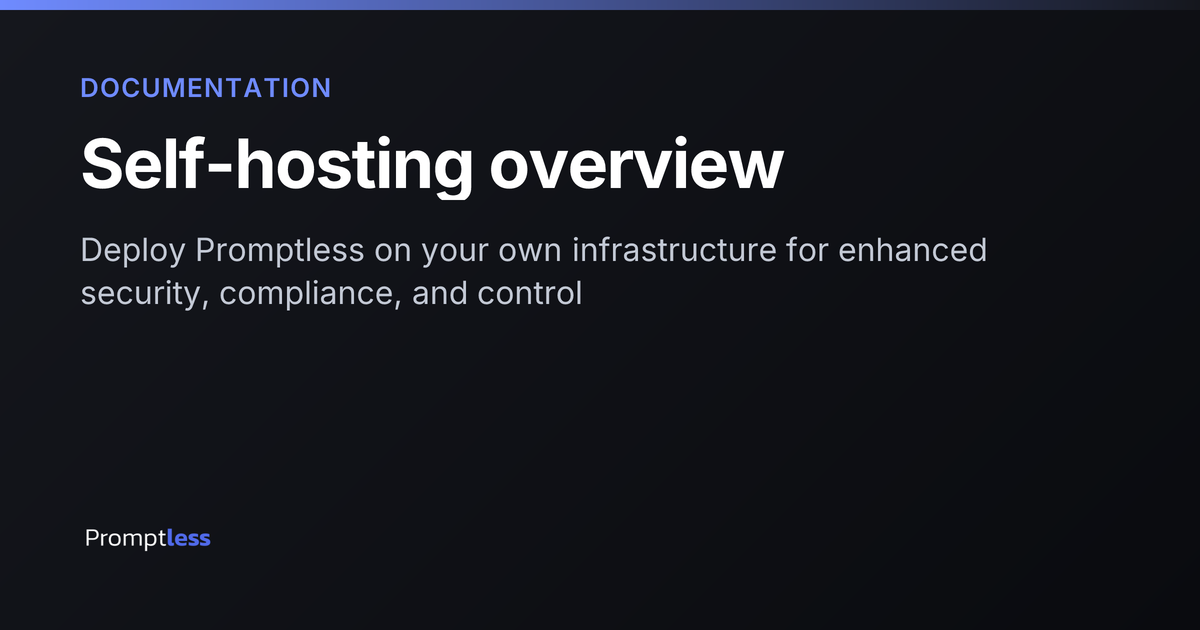 DOCUMENTATION
Self-hosting overview
Deploy Promptless on your own infrastructure for enhanced
security, compliance, and control
Promptless